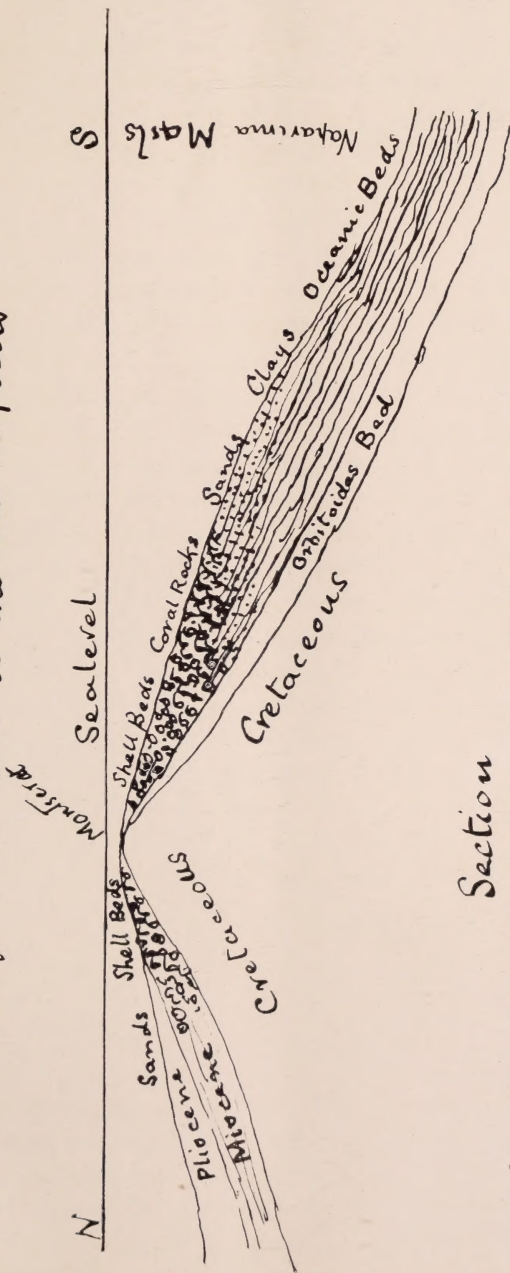 Montserat
N
Sealevel
S
Sands
Shell Beds
Pliocene
Miocene
Cretaceous
Shell Beds
Coral Rocks
Sands
Clays
Oceanic Beds
Naparima Marls
Orbitoides Bed
Cretaceous
Section